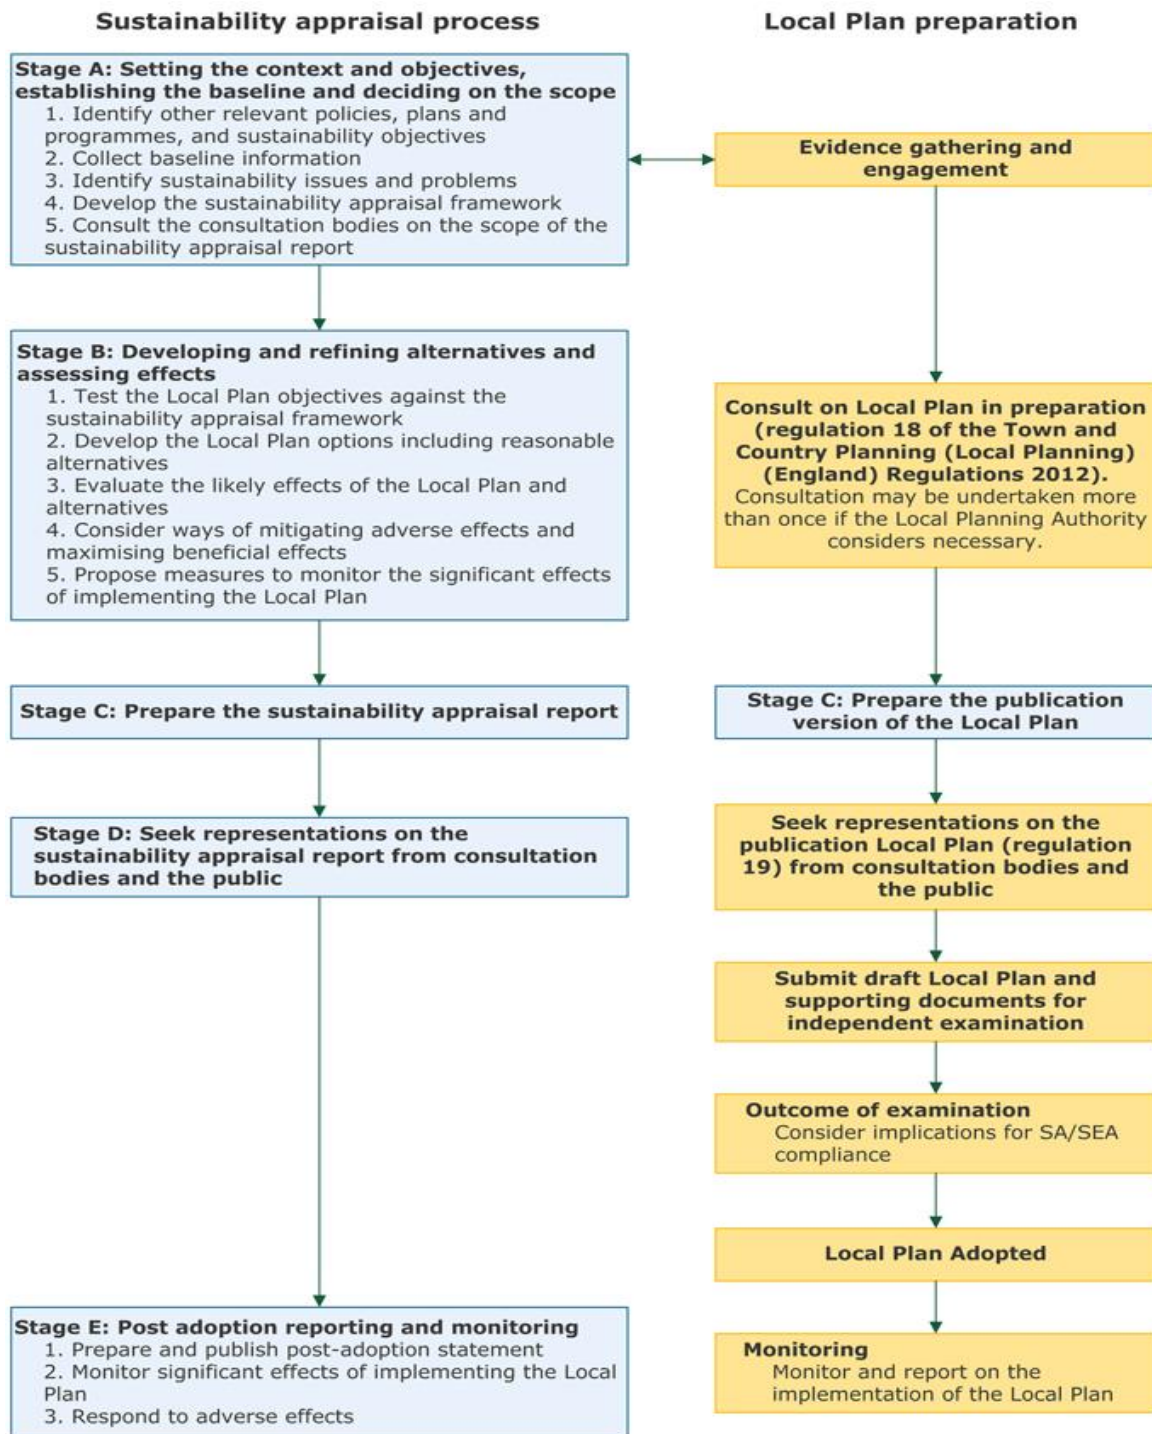 Sustainability appraisal process
Local Plan preparation
Stage A: Setting the context and objectives,
establishing the baseline and deciding on the scope
1. Identify other relevant policies, plans and
programmes, and sustainability objectives
2. Collect baseline information
3. Identify sustainability issues and problems
4. Develop the sustainability appraisal framework
5. Consult the consultation bodies on the scope of the
sustainability appraisal report
Evidence gathering and
engagement
Stage B: Developing and refining alternatives and
assessing effects
1. Test the Local Plan objectives against the
sustainability appraisal framework
2. Develop the Local Plan options including reasonable
alternatives
3. Evaluate the likely effects of the Local Plan and
alternatives
4. Consider ways of mitigating adverse effects and
maximising beneficial effects
5. Propose measures to monitor the significant effects
of implementing the Local Plan
Consult on Local Plan in preparation
(regulation 18 of the Town and
Country Planning (Local Planning)
(England) Regulations 2012).
Consultation may be undertaken more
than once if the Local Planning Authority
considers necessary.
Stage C: Prepare the sustainability appraisal report
Stage C: Prepare the publication
version of the Local Plan
Stage D: Seek representations on the
sustainability appraisal report from consultation
bodies and the public
Seek representations on the
publication Local Plan (regulation
19) from consultation bodies and
the public
Submit draft Local Plan and
supporting documents for
independent examination
Outcome of examination
Consider implications for SA/SEA
compliance
Local Plan Adopted
Stage E: Post adoption reporting and monitoring
1. Prepare and publish post-adoption statement
2. Monitor significant effects of implementing the Local
Plan
3. Respond to adverse effects
Monitoring
Monitor and report on the
implementation of the Local Plan